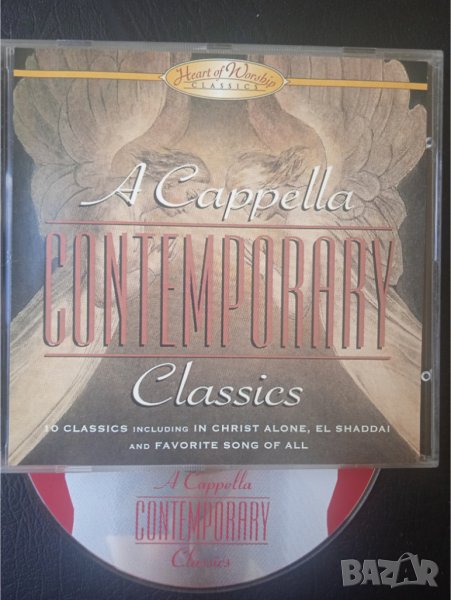 Heart of Worship
CLASSICS
A Cappella
CONTEMPORARY
Classics
10 CLASSICS INCLUDING IN CHRIST ALONE, EL SHADDAI
AND FAVORITE SONG OF ALL
A Cappella
CONTEMPORARY
Classics
BAZAR